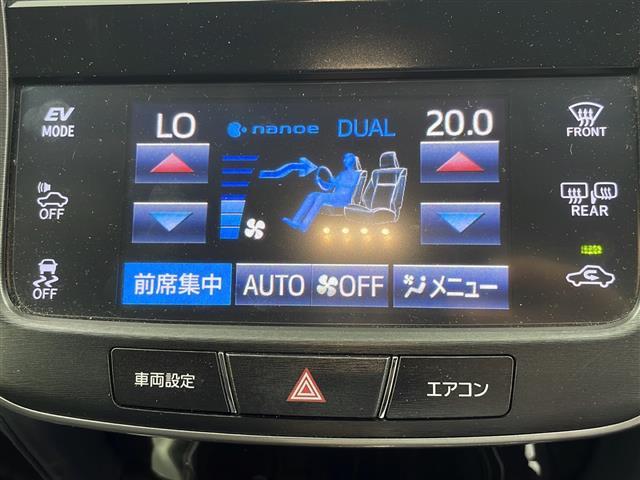 EV
MODE
LO
nanoe
DUAL
20.0
FRONT
OFF
REAR
OFF
前席集中
AUTO
OFF
メニュー
車両設定
エアコン